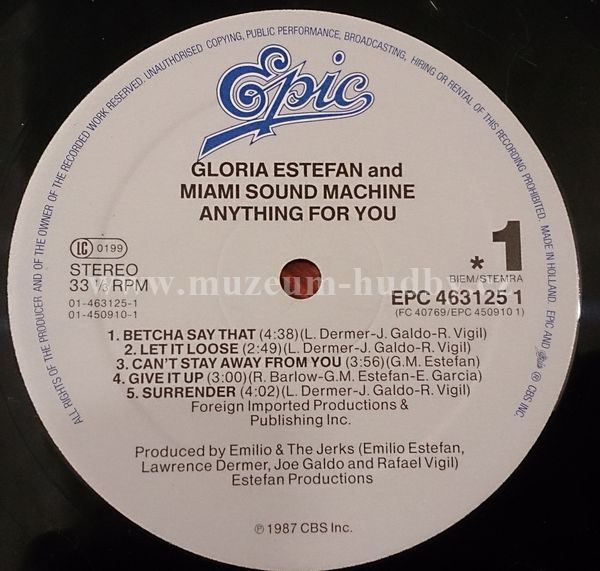 ALL RIGHTS OF THE PRODUCER AND OF THE OWNER OF THE RECORDED WORK RESERVED. UNAUTHORISED COPYING, PUBLIC PERFORMANCE, BROADCASTING, HIRING OR RENTAL OF THIS RECORDING PROHIBITED. MADE IN HOLLAND. EPIC AND Epic ® CBS INC.
Epic
GLORIA ESTEFAN and
MIAMI SOUND MACHINE
ANYTHING FOR YOU
LC 0199
STEREO
33⅓ RPM
01-463125-1
01-450910-1
* 1
BIEM/STEMRA
EPC 463125 1
(FC 40769/EPC 450910 1)
www.muzeum-hudby.cz
1. BETCHA SAY THAT (4:38)(L. Dermer-J. Galdo-R. Vigil)
2. LET IT LOOSE (2:49)(L. Dermer-J. Galdo-R. Vigil)
3. CAN'T STAY AWAY FROM YOU (3:56)(G.M. Estefan)
4. GIVE IT UP (3:00)(R. Barlow-G.M. Estefan-E. Garcia)
5. SURRENDER (4:02)(L. Dermer-J. Galdo-R. Vigil)
Foreign Imported Productions &
Publishing Inc.
Produced by Emilio & The Jerks (Emilio Estefan,
Lawrence Dermer, Joe Galdo and Rafael Vigil)
Estefan Productions
℗ 1987 CBS Inc.